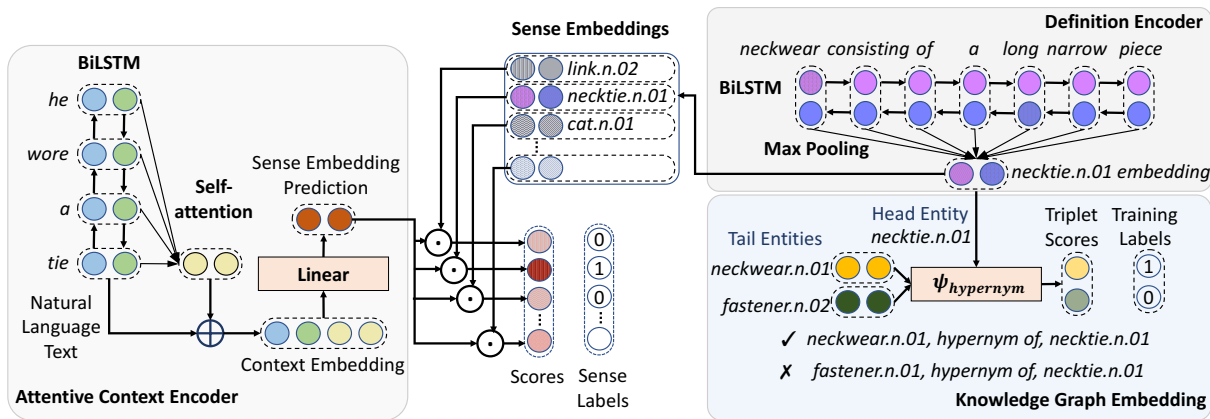 BiLSTM
he
wore
a
tie
Self-
attention
Natural
Language
Text
Sense Embedding
Prediction
Linear
Context Embedding
Attentive Context Encoder
Sense Embeddings
link.n.02
necktie.n.01
cat.n.01
0
1
0
Scores
Sense
Labels
Definition Encoder
neckwear consisting of a long narrow piece
BiLSTM
Max Pooling
necktie.n.01 embedding
Head Entity
necktie.n.01
Tail Entities
neckwear.n.01
fastener.n.02
ψhypernym
Triplet
Scores
Training
Labels
1
0
✓ neckwear.n.01, hypernym of, necktie.n.01
✗ fastener.n.01, hypernym of, necktie.n.01
Knowledge Graph Embedding